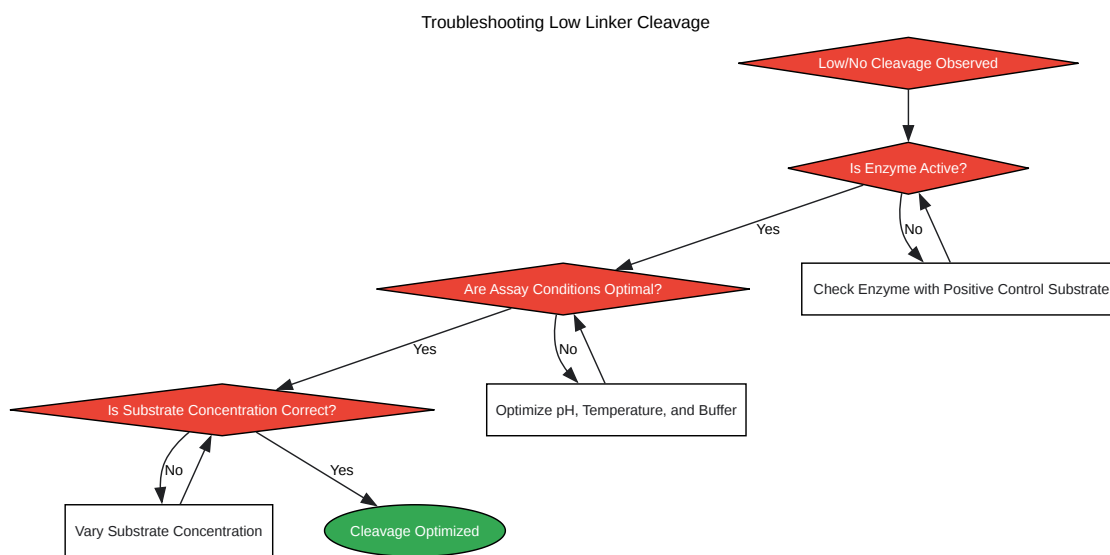 Troubleshooting Low Linker Cleavage
Low/No Cleavage Observed
Is Enzyme Active?
Yes
No
Check Enzyme with Positive Control Substrate
Are Assay Conditions Optimal?
Yes
No
Optimize pH, Temperature, and Buffer
Is Substrate Concentration Correct?
No
Yes
Vary Substrate Concentration
Cleavage Optimized